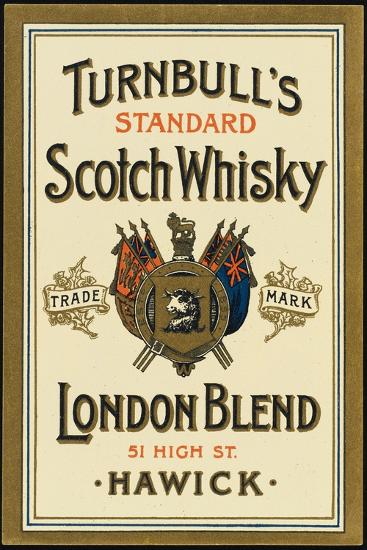 TURNBULL'S
STANDARD
Scotch Whisky
TRADE MARK
LONDON BLEND
51 HIGH ST.
· HAWICK ·